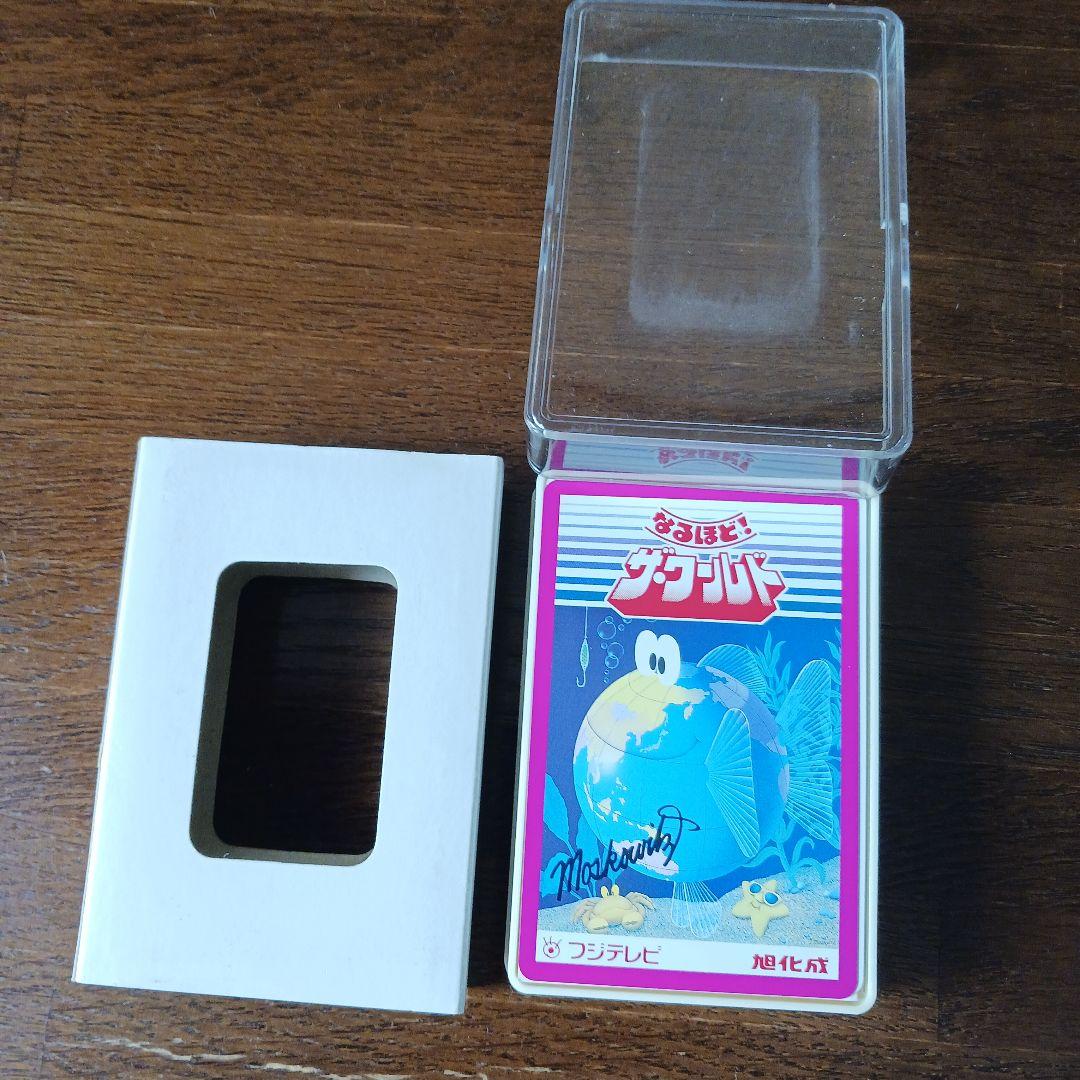 なるほど!
ザ・ワールド
Moskowitz
フジテレビ
旭化成